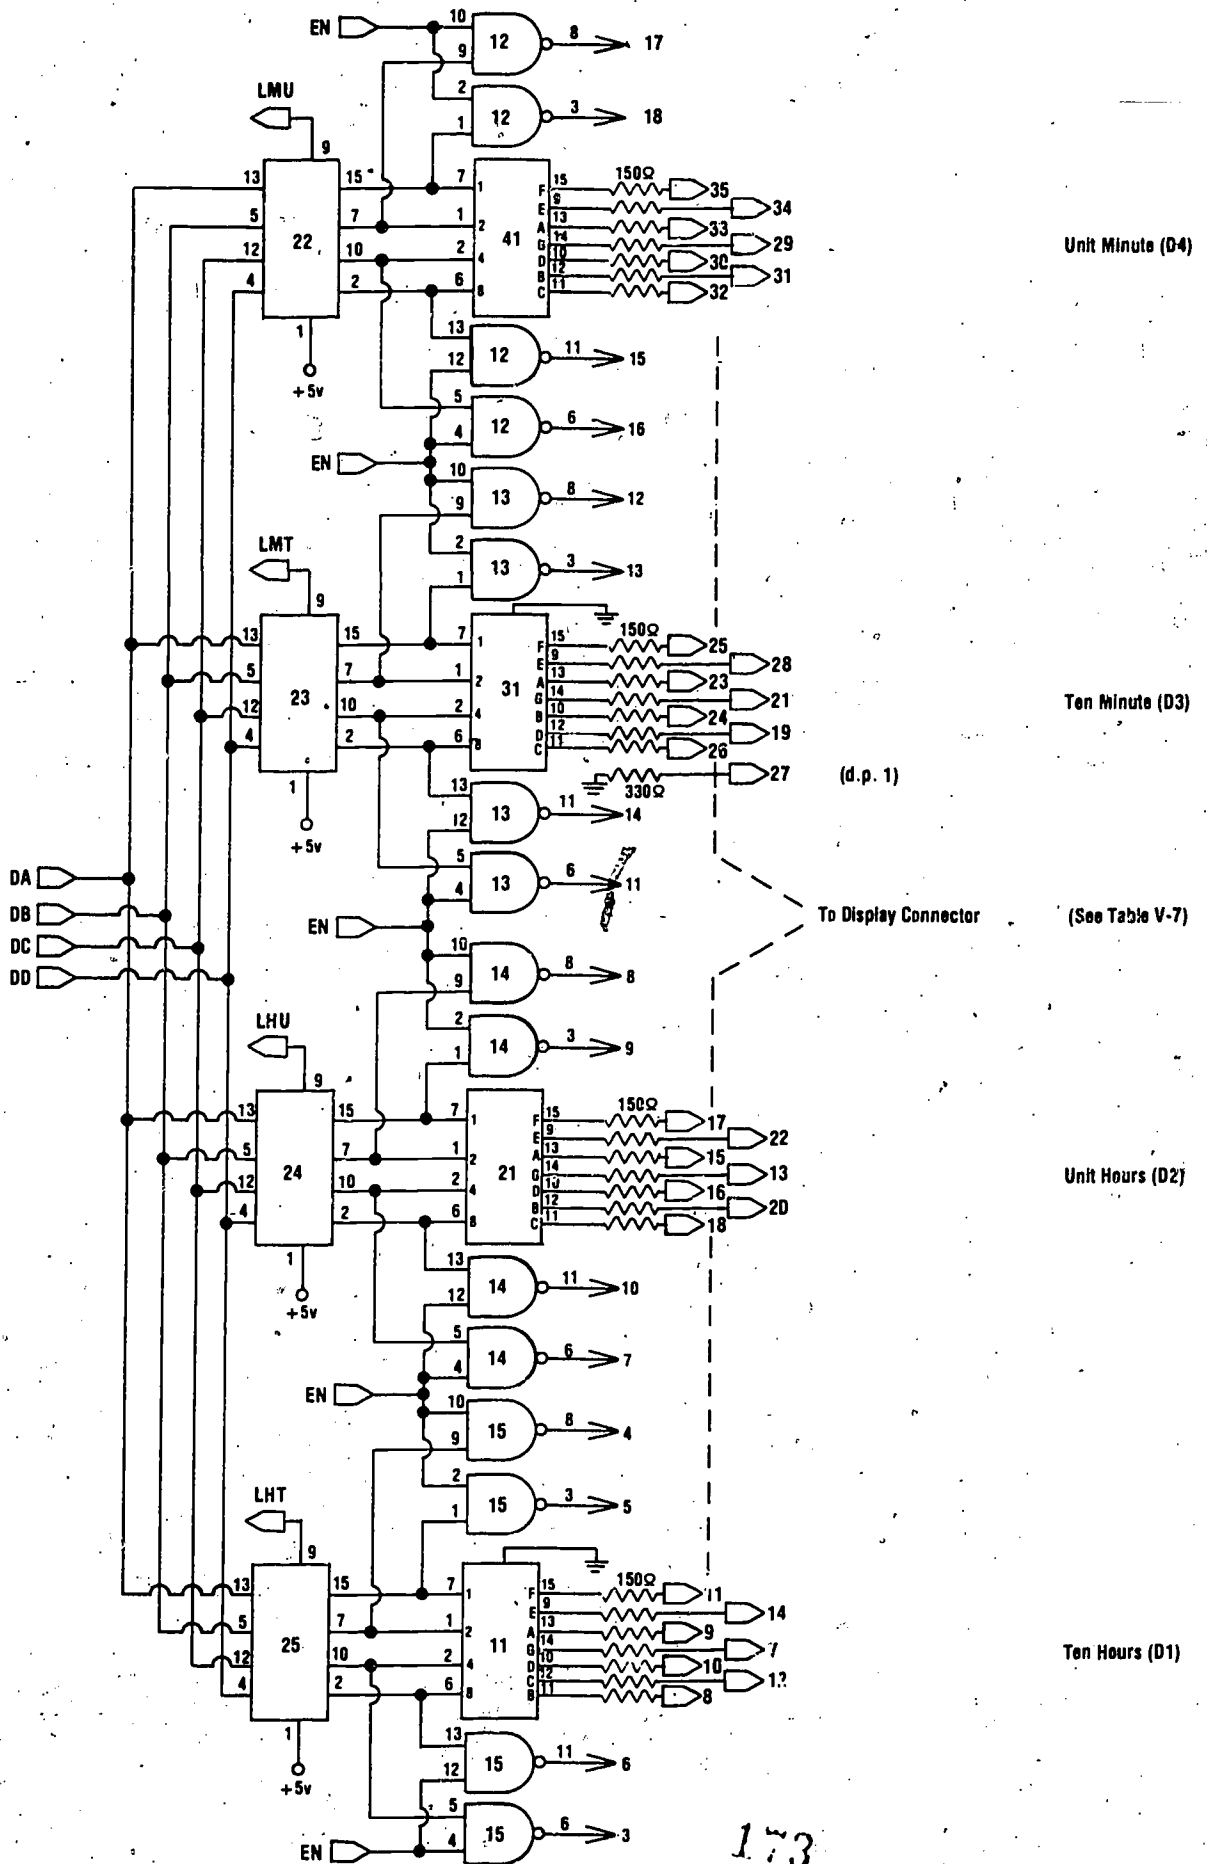 EN 10 9 12 8 17
2 1 12 3 18
LMU 9
13 5 12 4 22 15 7 10 2 1 +5v
7 1 2 6 1 2 4 8 41
F 15 150Ω 35
E 9 34
A 13 33
G 14 29
D 10 30
B 12 31
C 11 32
Unit Minute (D4)
13 12 12 11 15
5 4 12 6 16
EN
10 9 13 8 12
2 1 13 3 13
LMT 9
13 5 12 4 23 15 7 10 2 1 +5v
7 1 2 6 1 2 4 8 31
F 15 150Ω 25
E 9 28
A 13 23
G 14 21
B 10 24
D 12 19
C 11 26
330Ω 27
Ten Minute (D3)
(d.p. 1)
13 12 13 11 14
5 4 13 6 11
DA
DB
DC
DD
EN
To Display Connector
(See Table V-7)
10 9 14 8 8
2 1 14 3 9
LHU 9
13 5 12 4 24 15 7 10 2 1 +5v
7 1 2 6 1 2 4 8 21
F 15 150Ω 17
E 9 22
A 13 15
G 14 13
D 10 16
B 12 20
C 11 18
Unit Hours (D2)
13 12 14 11 10
5 4 14 6 7
EN
10 9 15 8 4
2 1 15 3 5
LHT 9
13 5 12 4 25 15 7 10 2 1 +5v
7 1 2 6 1 2 4 8 11
F 15 150Ω 11
E 9 14
A 13 9
G 14 7
D 10 10
C 12
B 11 8
Ten Hours (D1)
13 12 15 11 6
EN 5 4 15 6 3
173